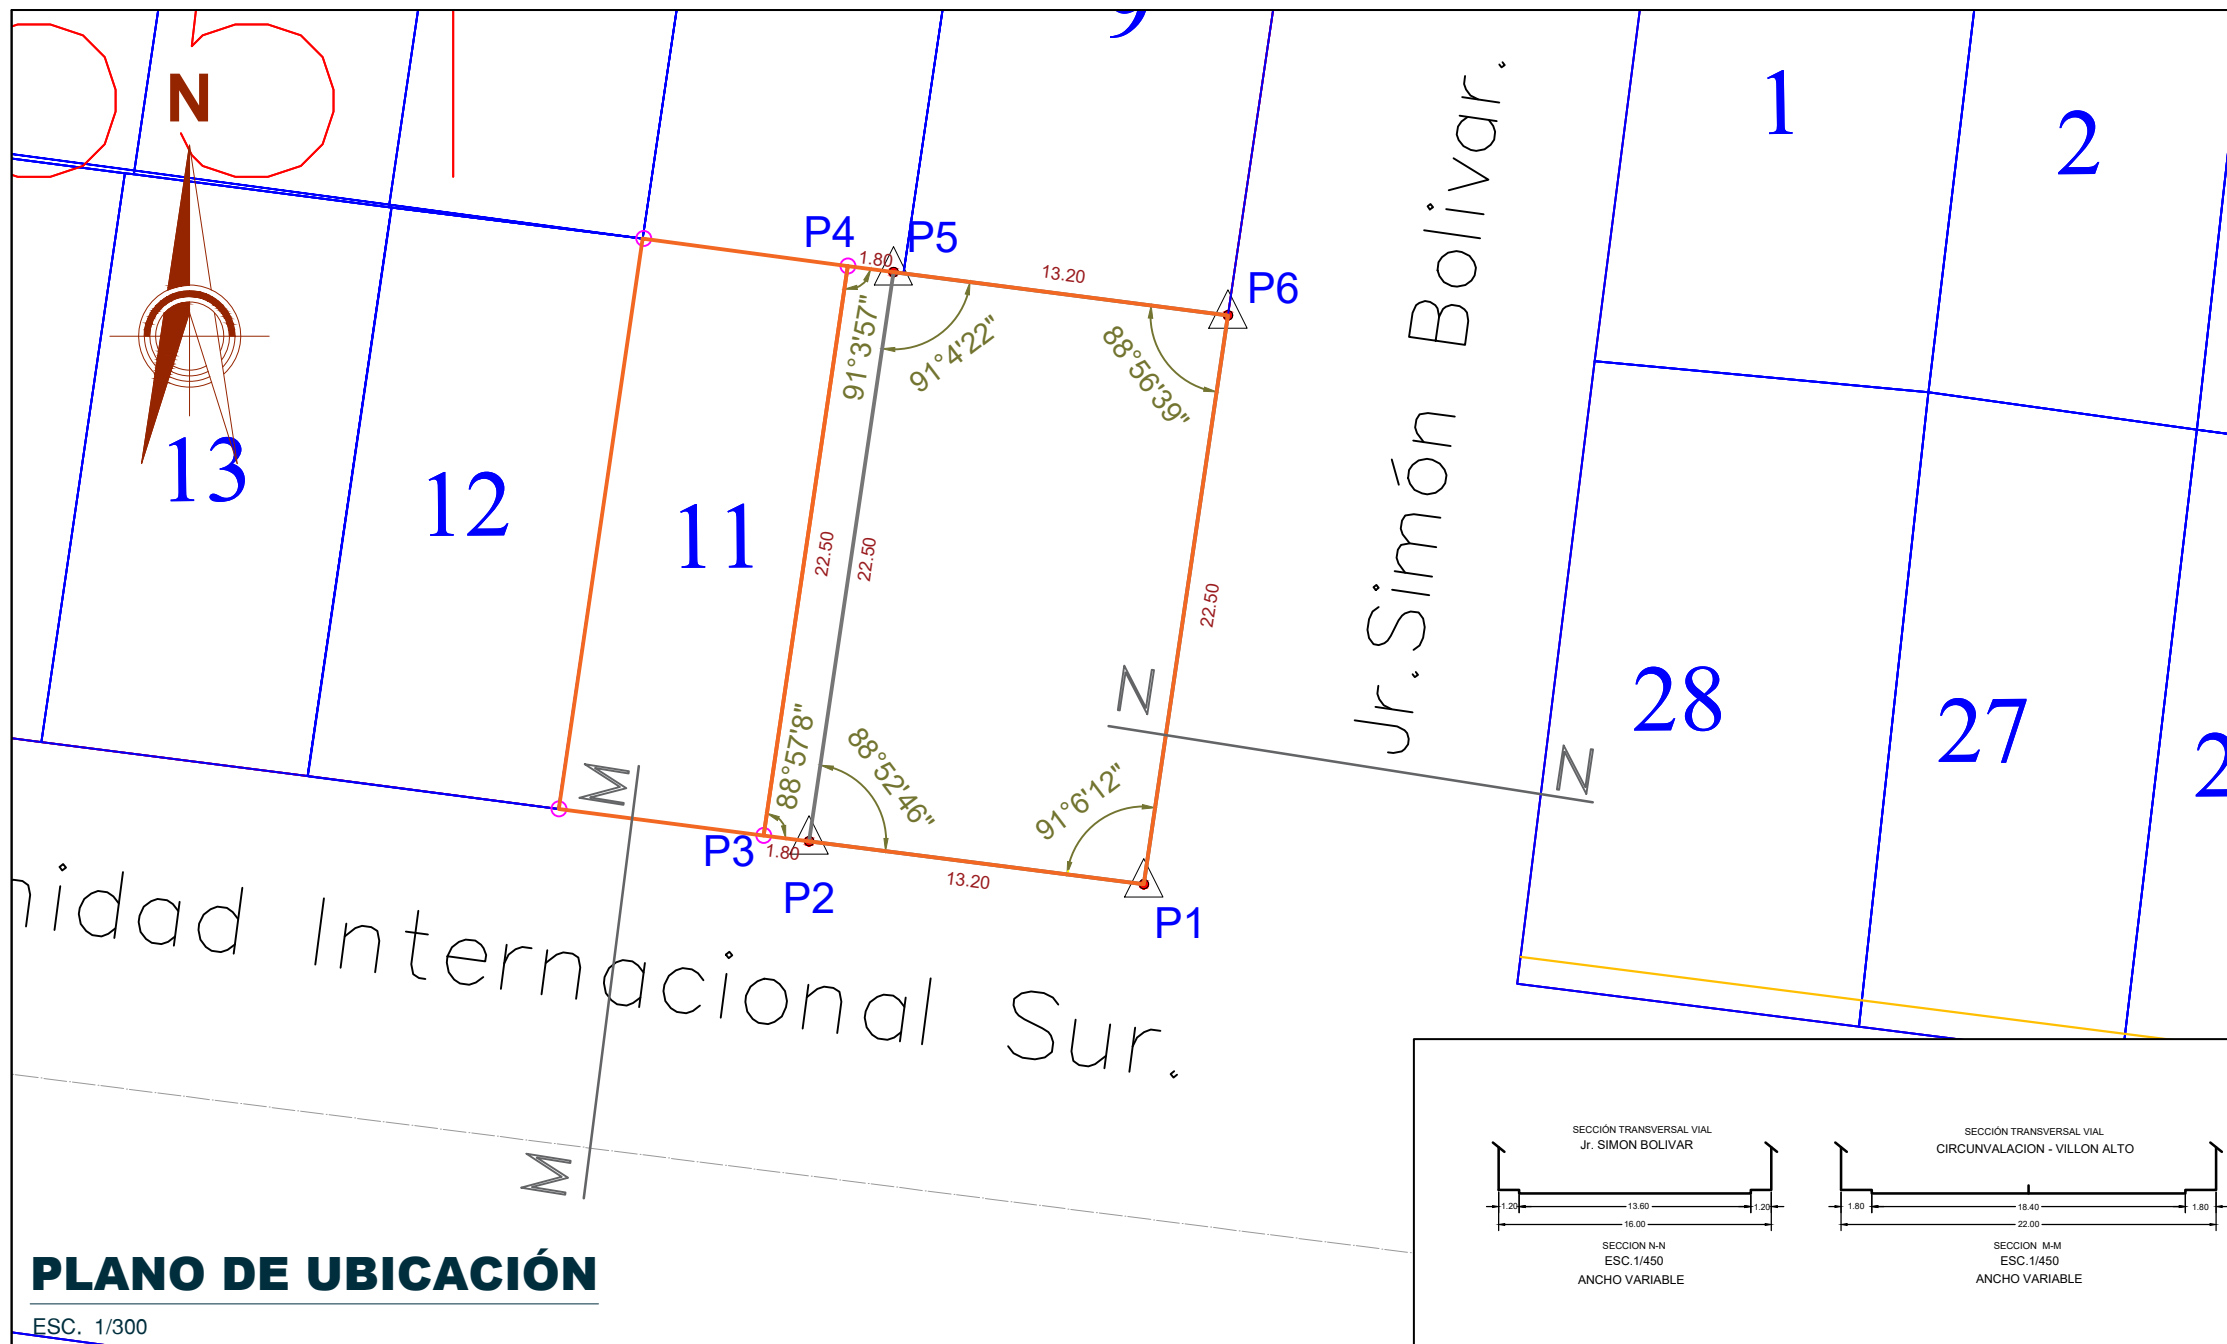 N
1
2
P4
P5
1.80
13.20
P6
91°3'57"
91°4'22"
88°56'39"
Jr. Simón Bolivar.
13
12
11
22.50
22.50
22.50
N
N
28
27
M
88°57'8"
88°52'46"
91°6'12"
P3
1.80
P2
13.20
P1
nidad Internacional Sur.
M
SECCIÓN TRANSVERSAL VIAL
Jr. SIMON BOLIVAR
1.20
13.60
1.20
16.00
SECCION N-N
ESC.1/450
ANCHO VARIABLE
SECCIÓN TRANSVERSAL VIAL
CIRCUNVALACION - VILLON ALTO
1.80
18.40
1.80
22.00
SECCION M-M
ESC.1/450
ANCHO VARIABLE
PLANO DE UBICACIÓN
ESC. 1/300